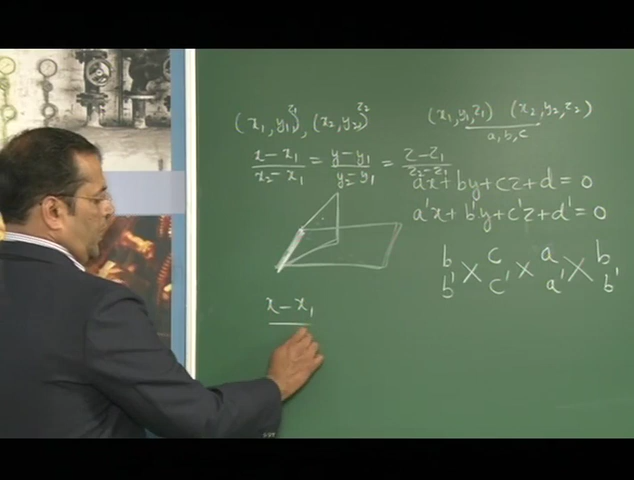 (x₁, y₁, z₁), (x₂, y₂, z₂)
x-x₁/x₂-x₁ = y-y₁/y₂-y₁ = z-z₁/z₂-z₁
x-x₁
(x₁, y₁, z₁) (x₂, y₂, z₂)
a, b, c
ax+by+cz+d=0
a'x+b'y+c'z+d'=0
b c a b
b' c' a' b'